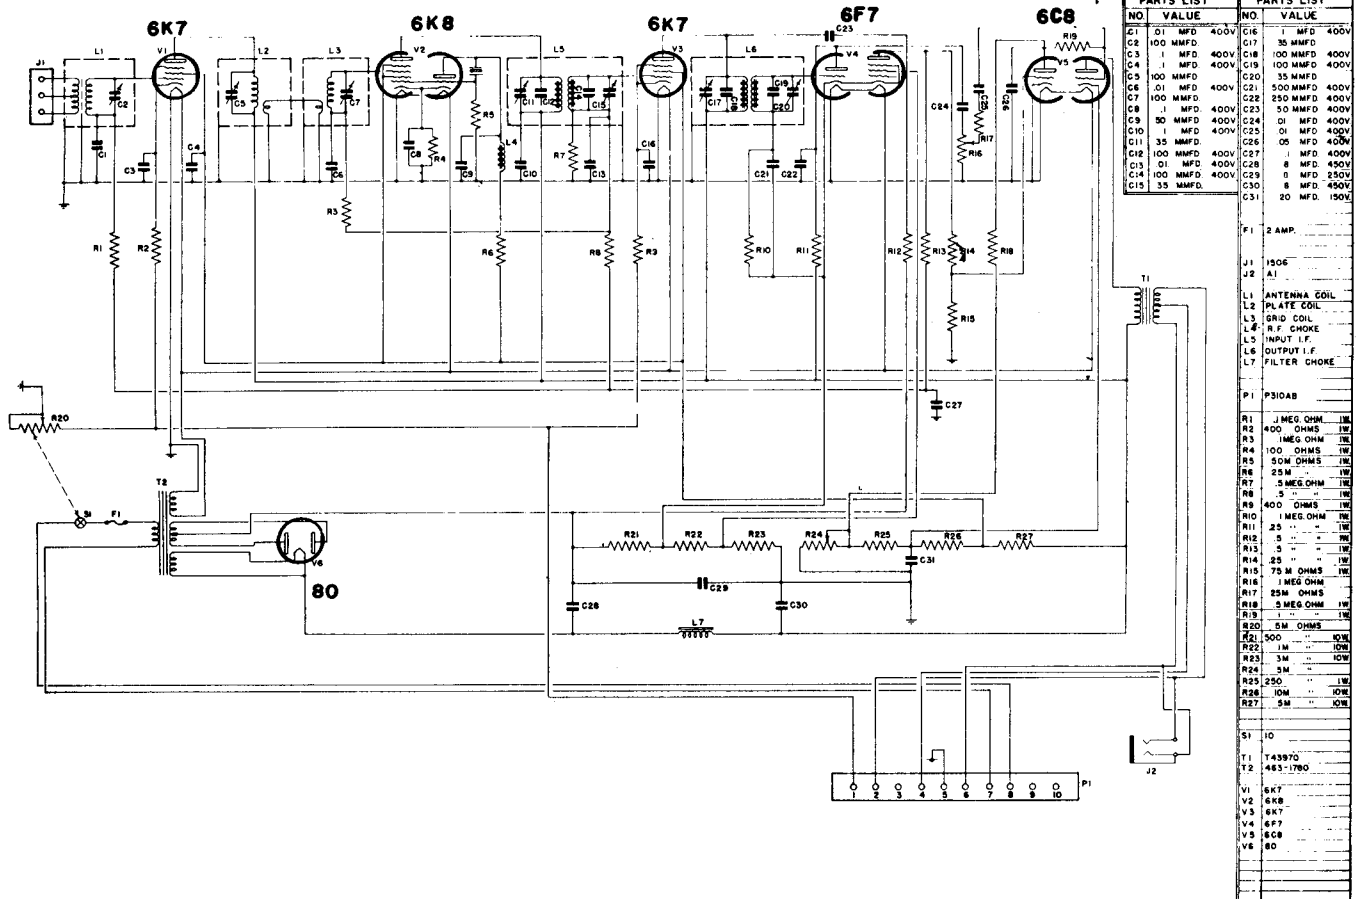 6K7
6K8
6K7
6F7
6C8
C23
V1
V2
V3
V4
V5
R19
J1
L1
L2
L3
L5
L6
C2
C5
C7
R5
C11
C12
C14
C15
C17
C18
C19
C20
C24
C25
C26
R17
R16
C1
C3
C4
C6
C8
R4
C9
L4
C10
R7
C13
C16
C21
C22
R1
R2
R3
R6
R8
R9
R10
R11
R12
R13
R14
R18
R15
T1
C27
R20
T2
S1
F1
V6
80
R21
R22
R23
R24
R25
R26
R27
C31
C29
C28
C30
L7
J2
P1
1 2 3 4 5 6 7 8 9 10
PARTS LIST
NO. VALUE
C1 .01 MFD 400V
C2 100 MMFD.
C3 .1 MFD 400V
C4 .1 MFD. 400V
C5 100 MMFD
C6 .01 MFD 400V
C7 100 MMFD.
C8 .1 MFD. 400V
C9 50 MMFD 400V
C10 .1 MFD 400V
C11 35 MMFD.
C12 100 MMFD 400V
C13 .01 MFD 400V
C14 100 MMFD 400V
C15 35 MMFD.
PARTS LIST
NO. VALUE
C16 .1 MFD 400V
C17 35 MMFD
C18 100 MMFD 400V
C19 100 MMFD 400V
C20 35 MMFD
C21 500 MMFD 400V
C22 250 MMFD 400V
C23 50 MMFD 400V
C24 .01 MFD 400V
C25 .01 MFD 400V
C26 .05 MFD 400V
C27 .1 MFD. 400V
C28 8 MFD. 450V
C29 MFD 250V
C30 8 MFD. 450V
C31 20 MFD. 150V
F1 2 AMP.
J1 1506
J2 A1
L1 ANTENNA COIL
L2 PLATE COIL
L3 GRID COIL
L4 R.F. CHOKE
L5 INPUT I.F.
L6 OUTPUT I.F.
L7 FILTER CHOKE
P1 P310AB
R1 .1 MEG. OHM 1W
R2 400 OHMS 1W
R3 .1 MEG. OHM 1W
R4 100 OHMS 1W
R5 50M OHMS 1W
R6 25M " 1W
R7 .5 MEG. OHM 1W
R8 .5 " " 1W
R9 400 OHMS 1W
R10 .1 MEG. OHM 1W
R11 .25 " " 1W
R12 .5 " " 1W
R13 .5 " " 1W
R14 .25 " " 1W
R15 75 M OHMS 1W
R16 .1 MEG OHM
R17 25M OHMS
R18 .5 MEG. OHM 1W
R19 .1 " " 1W
R20 5M OHMS
R21 500 " 10W
R22 1M " 10W
R23 3M " 10W
R24 5M "
R25 250 " 1W
R26 10M " 10W
R27 5M " 10W
S1 10
T1 T43970
T2 463-1780
V1 6K7
V2 6K8
V3 6K7
V4 6F7
V5 6C8
V6 80